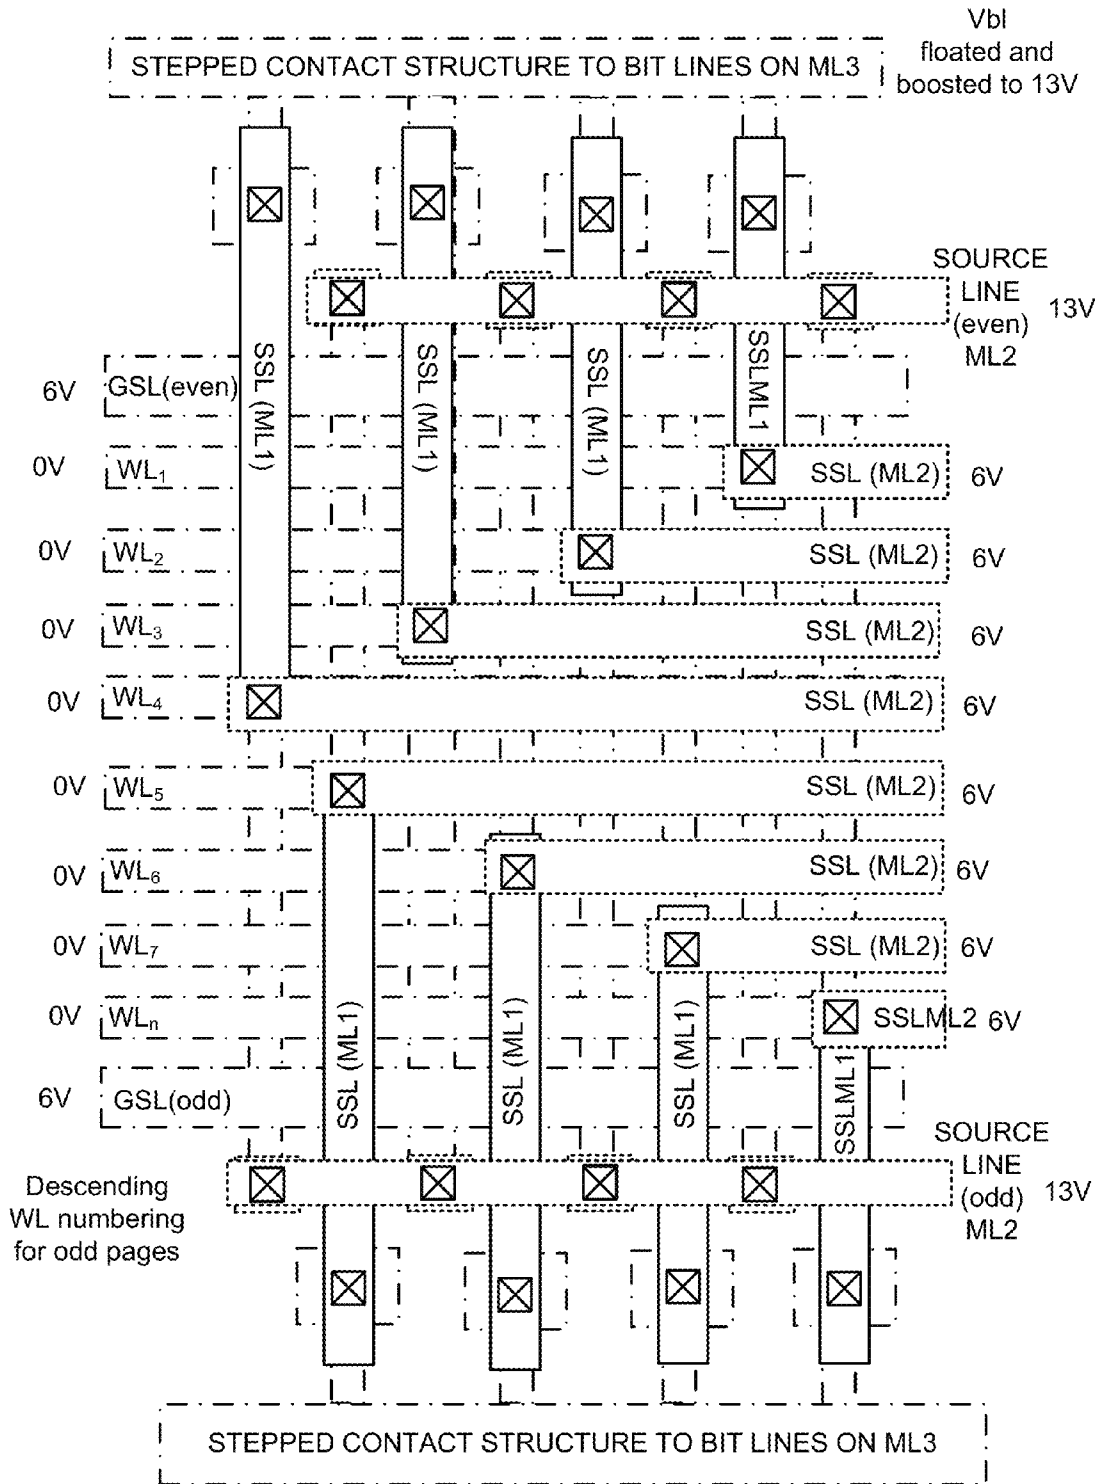 Vbl
floated and
boosted to 13V
STEPPED CONTACT STRUCTURE TO BIT LINES ON ML3
SOURCE
LINE
(even)
ML2
13V
SSL (ML1)
SSL (ML1)
SSL (ML1)
SSLML1
6V GSL(even)
0V WL₁ SSL (ML2) 6V
0V WL₂ SSL (ML2) 6V
0V WL₃ SSL (ML2) 6V
0V WL₄ SSL (ML2) 6V
0V WL₅ SSL (ML2) 6V
0V WL₆ SSL (ML2) 6V
0V WL₇ SSL (ML2) 6V
0V WLₙ SSLML2 6V
SSL (ML1)
SSL (ML1)
SSL (ML1)
SSLML1
6V GSL(odd)
SOURCE
LINE
(odd)
ML2
13V
Descending
WL numbering
for odd pages
STEPPED CONTACT STRUCTURE TO BIT LINES ON ML3